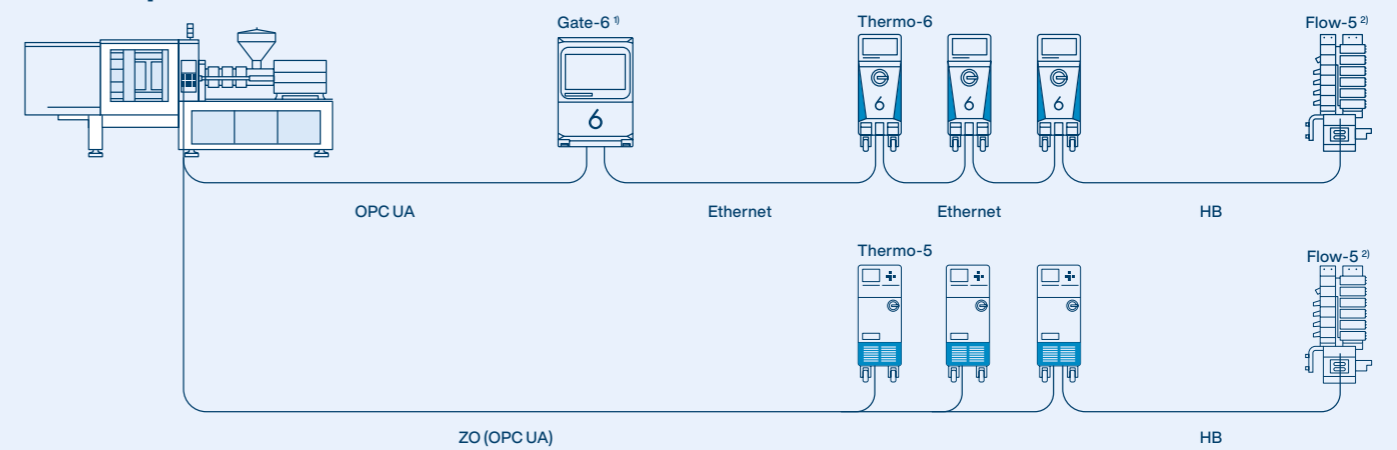 Gate-6 ¹⁾
Thermo-6
Flow-5 ²⁾
6
6
6
6
OPC UA
Ethernet
Ethernet
HB
Thermo-5
Flow-5 ²⁾
ZO (OPC UA)
HB